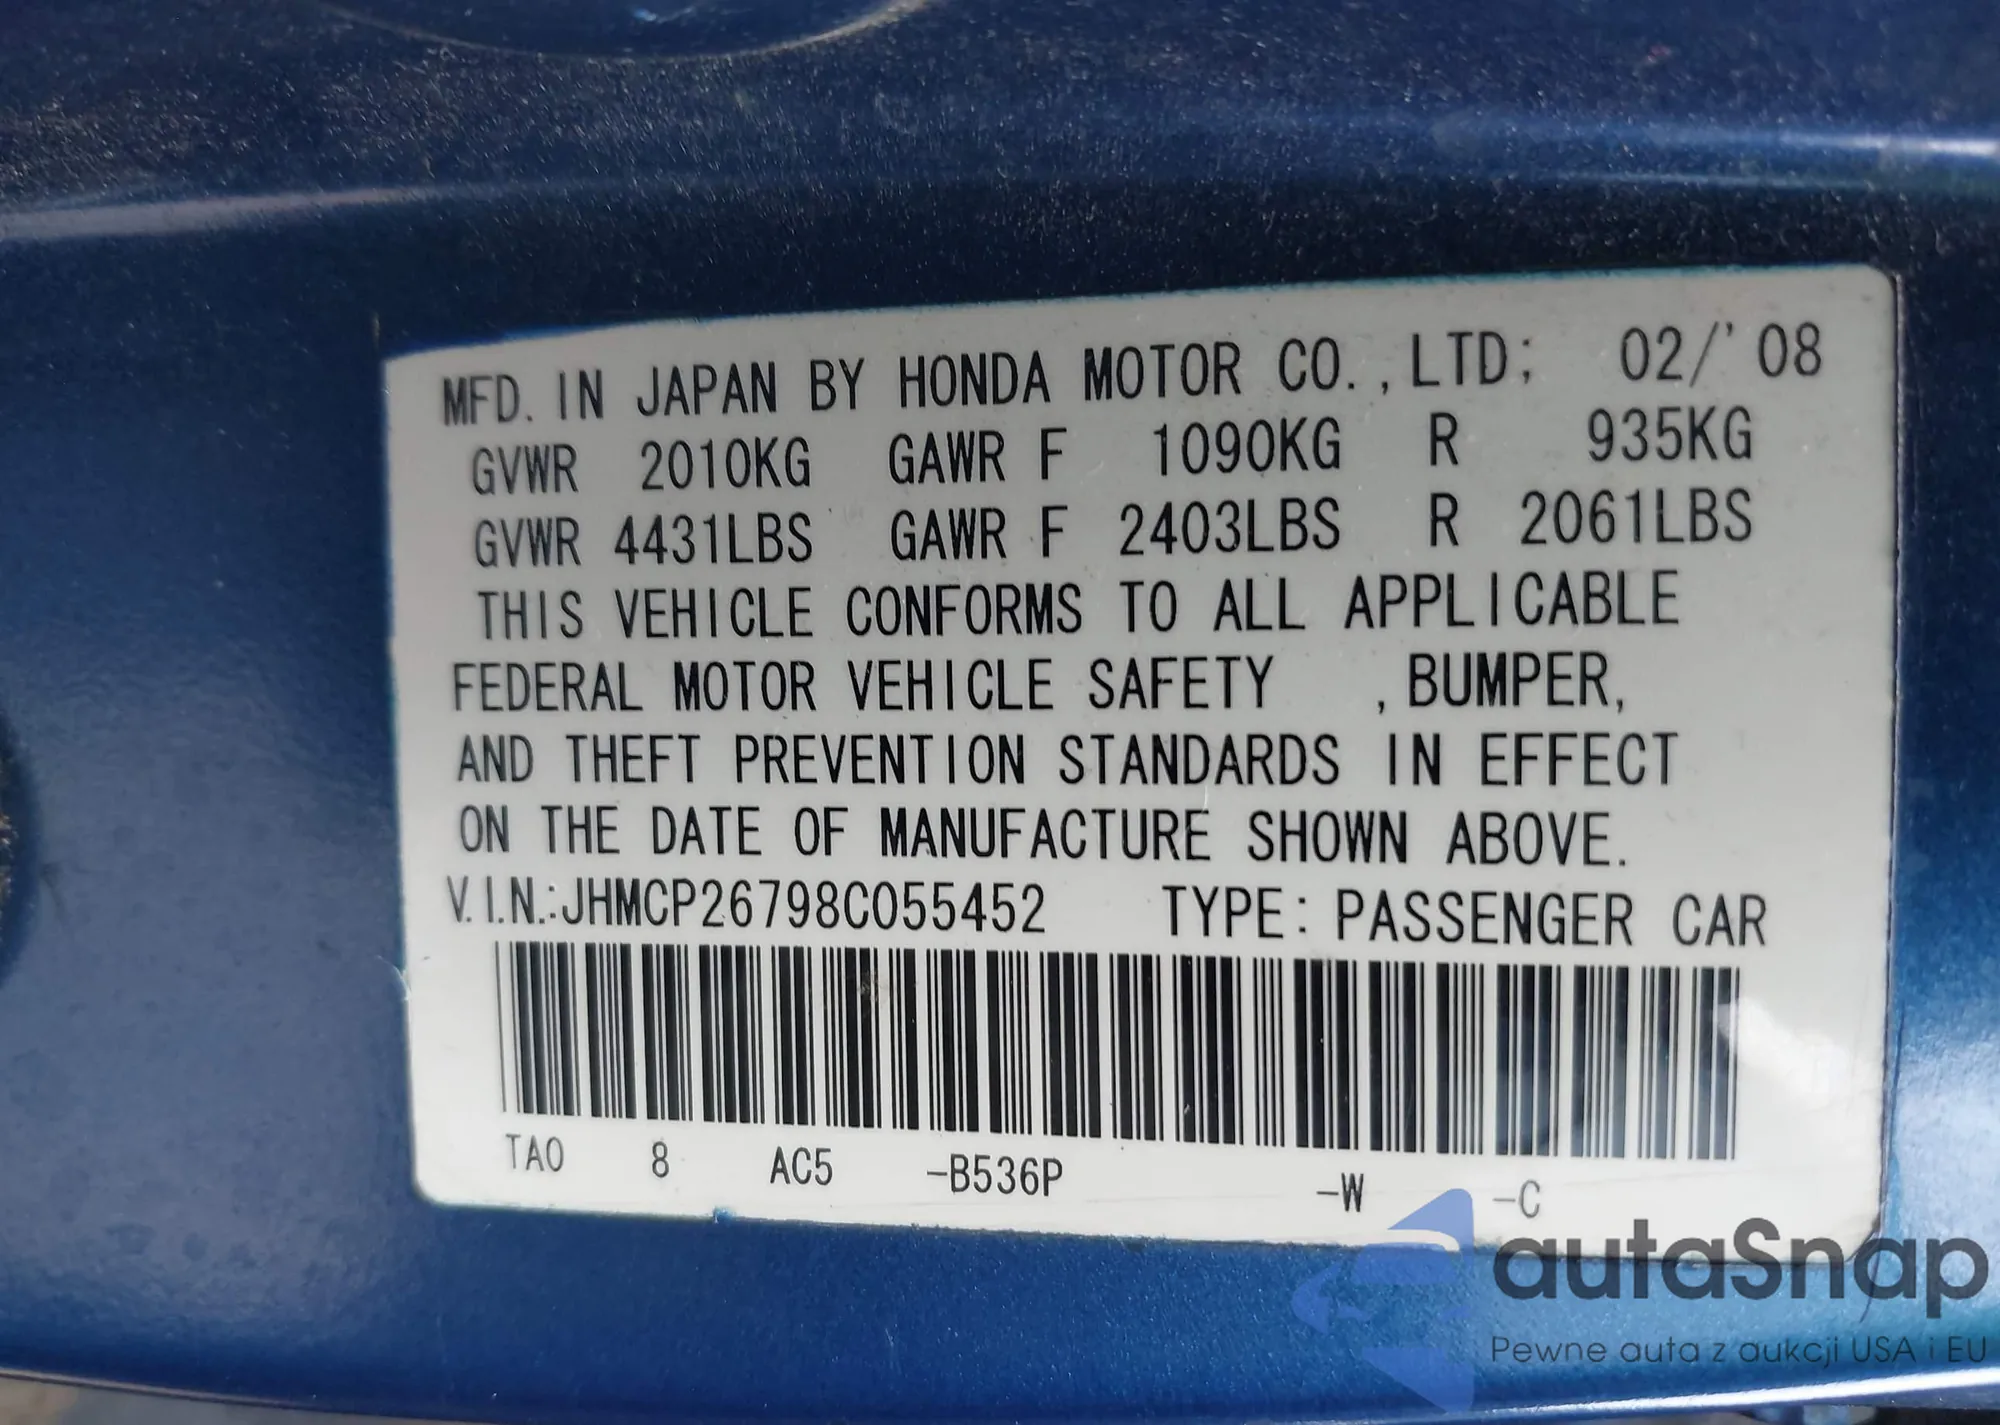 MFD. IN JAPAN BY HONDA MOTOR CO.,LTD; 02/'08
GVWR 2010KG GAWR F 1090KG R 935KG
GVWR 4431LBS GAWR F 2403LBS R 2061LBS
THIS VEHICLE CONFORMS TO ALL APPLICABLE
FEDERAL MOTOR VEHICLE SAFETY ,BUMPER,
AND THEFT PREVENTION STANDARDS IN EFFECT
ON THE DATE OF MANUFACTURE SHOWN ABOVE.
V.I.N.:JHMCP26798C055452 TYPE: PASSENGER CAR
TA0 8 AC5 -B536P -W -C
autaSnap
Pewne auta z aukcji USA i EU